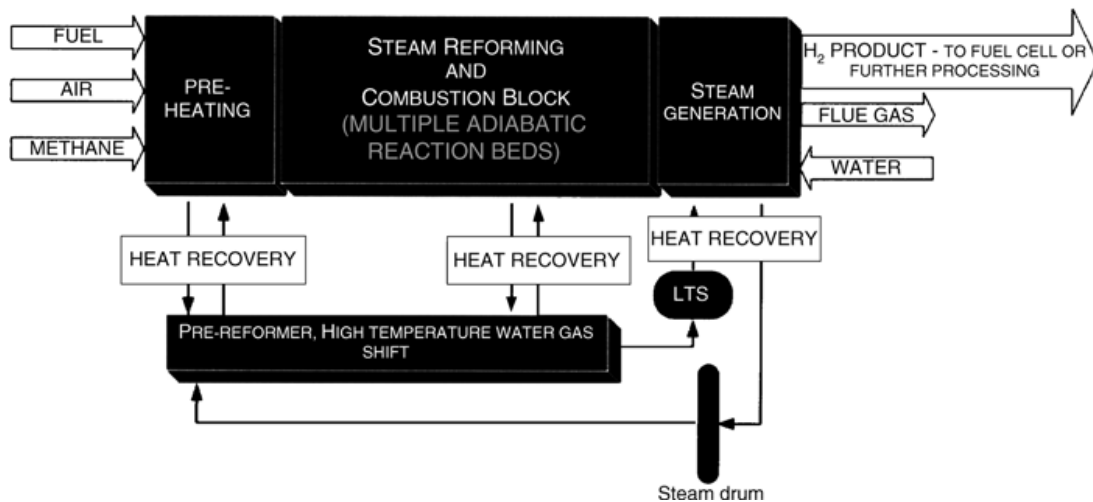 FUEL
AIR
METHANE
PRE-
HEATING
STEAM REFORMING
AND
COMBUSTION BLOCK
(MULTIPLE ADIABATIC
REACTION BEDS)
STEAM
GENERATION
H₂ PRODUCT - TO FUEL CELL OR
FURTHER PROCESSING
FLUE GAS
WATER
HEAT RECOVERY
HEAT RECOVERY
HEAT RECOVERY
LTS
PRE-REFORMER, HIGH TEMPERATURE WATER GAS
SHIFT
Steam drum